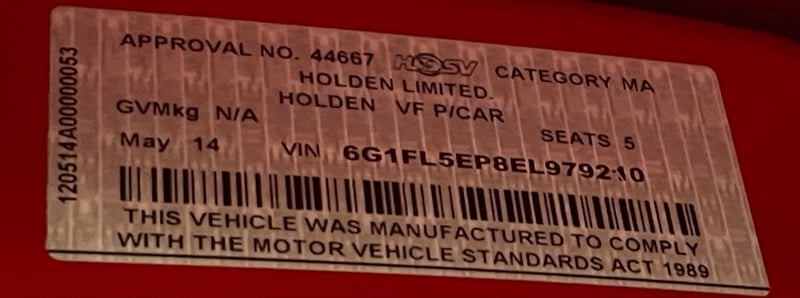 APPROVAL NO. 44667 HSV CATEGORY MA
HOLDEN LIMITED.
HOLDEN VF P/CAR
GVMkg N/A
SEATS 5
May 14 VIN 6G1FL5EP8EL979210
THIS VEHICLE WAS MANUFACTURED TO COMPLY
WITH THE MOTOR VEHICLE STANDARDS ACT 1989
120514A00000053